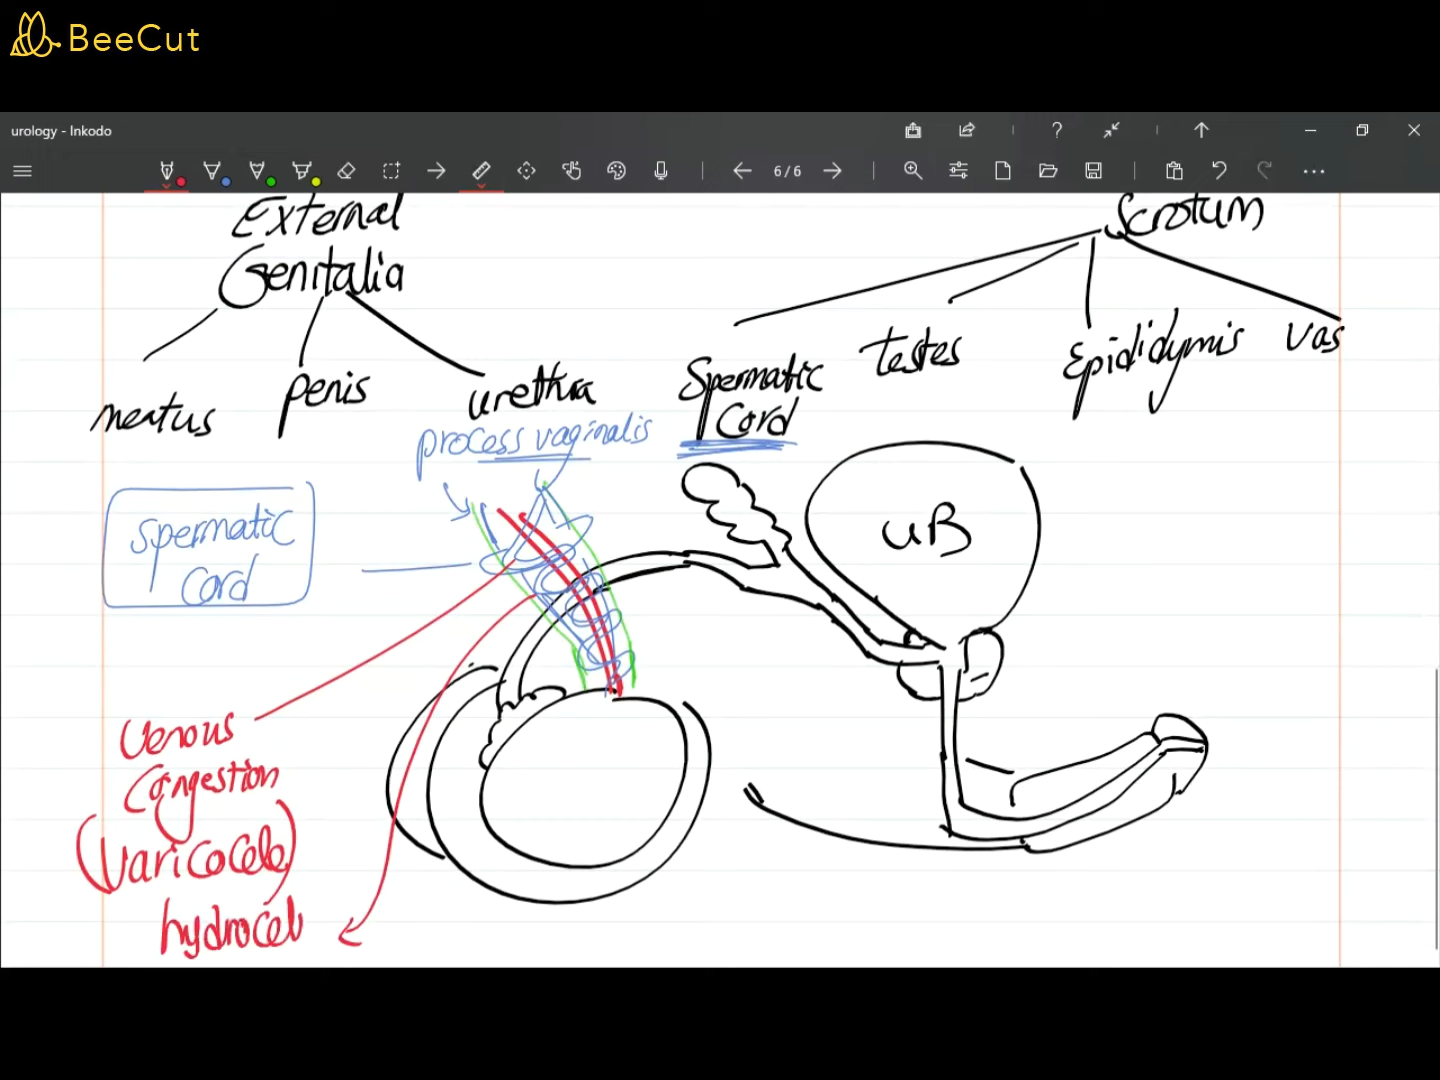 BeeCut
urology - Inkodo
6/6
External
Genitalia
meatus
penis
urethra
Scrotum
Spermatic
Cord
testes
Epididymis
Vas
process vaginalis
Spermatic
Cord
UB
Venous
Congestion
(Varicocele)
hydrocele